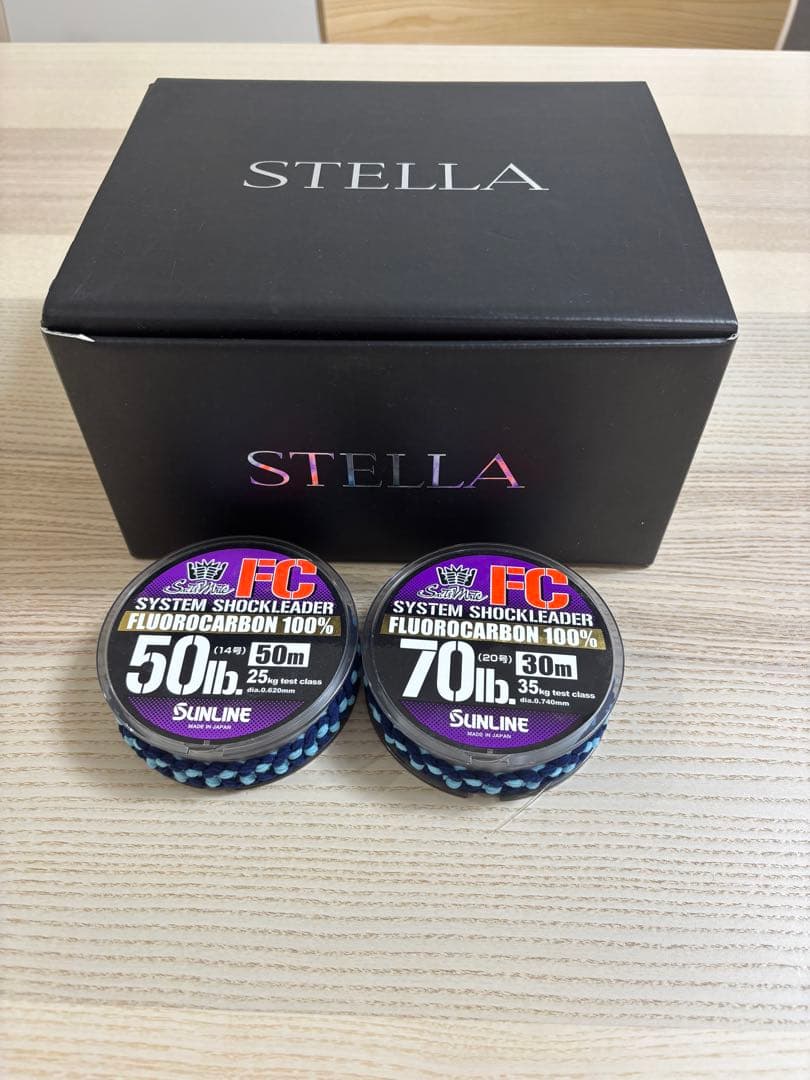 STELLA
STELLA
SaltiMate FC
SYSTEM SHOCKLEADER
FLUOROCARBON 100%
50lb. (14号) 50m
25kg test class
dia.0.620mm
SUNLINE
MADE IN JAPAN
SaltiMate FC
SYSTEM SHOCKLEADER
FLUOROCARBON 100%
70lb. (20号) 30m
35kg test class
dia.0.740mm
SUNLINE
MADE IN JAPAN